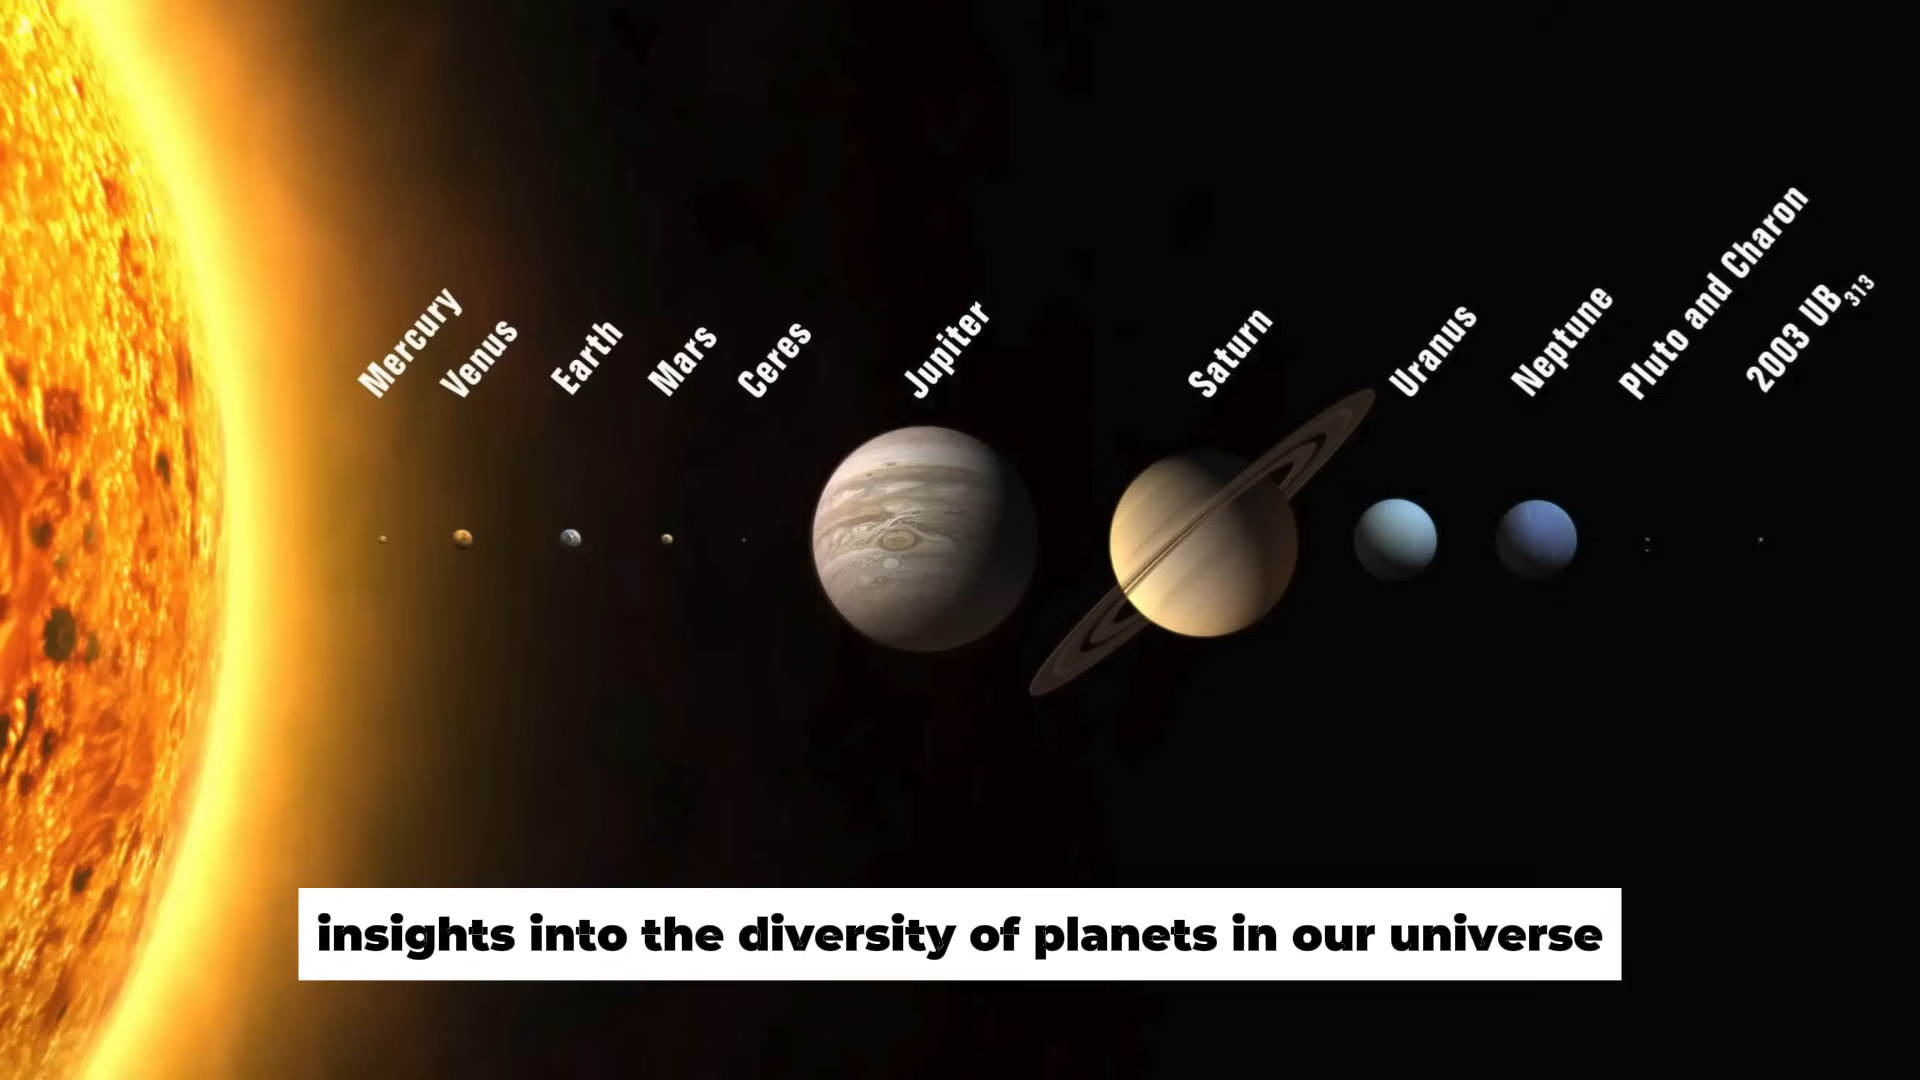 Mercury
Venus
Earth
Mars
Ceres
Jupiter
Saturn
Uranus
Neptune
Pluto and Charon
2003 UB313
insights into the diversity of planets in our universe